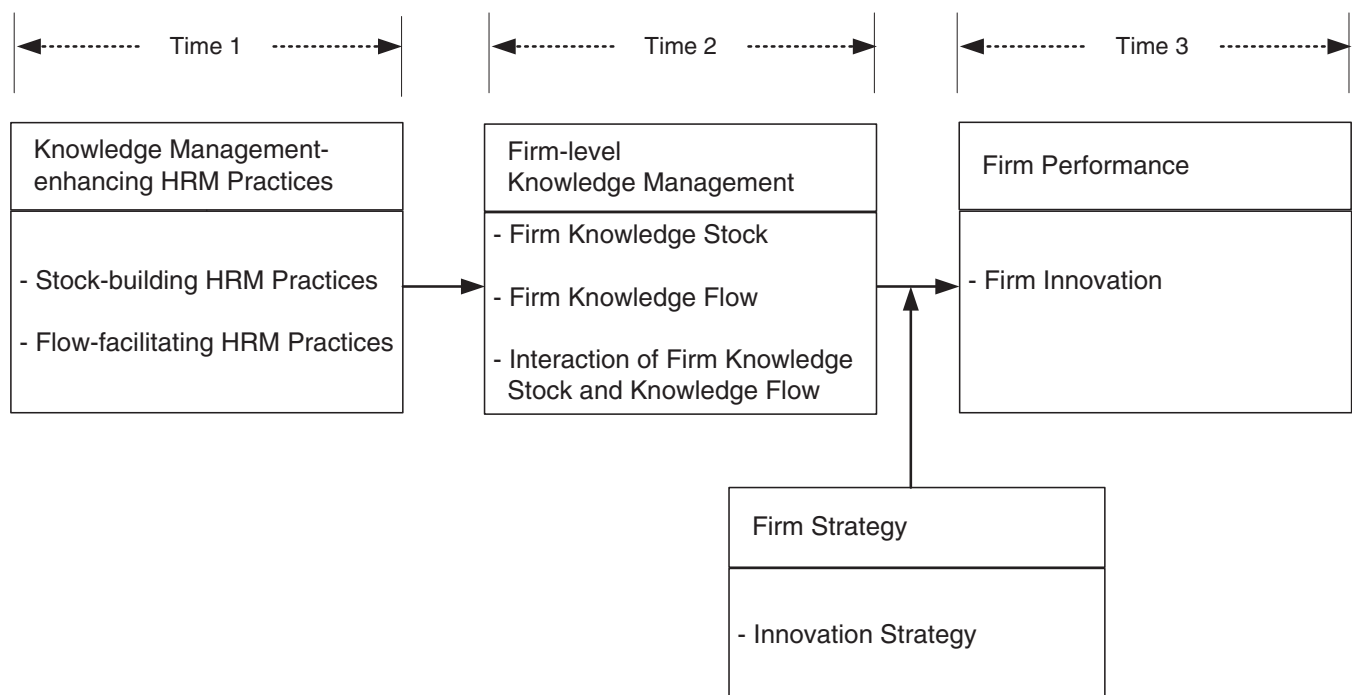 Time 1
Time 2
Time 3
Knowledge Management-
enhancing HRM Practices
- Stock-building HRM Practices
- Flow-facilitating HRM Practices
Firm-level
Knowledge Management
- Firm Knowledge Stock
- Firm Knowledge Flow
- Interaction of Firm Knowledge
Stock and Knowledge Flow
Firm Performance
- Firm Innovation
Firm Strategy
- Innovation Strategy